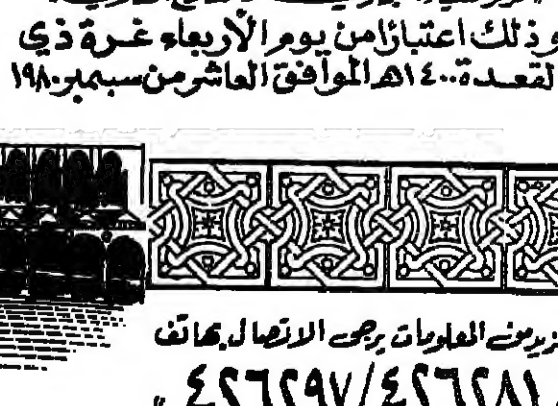 وذلك اعتبارًا من يوم الأربعاء غرة ذي
القعدة ١٤٠٠هـ الموافق العاشر من سبتمبر ١٩٨٠
لمزيد من المعلومات يرجى الاتصال بهاتف
٤٢٦٢٩٧/٤٢٦٢٨١